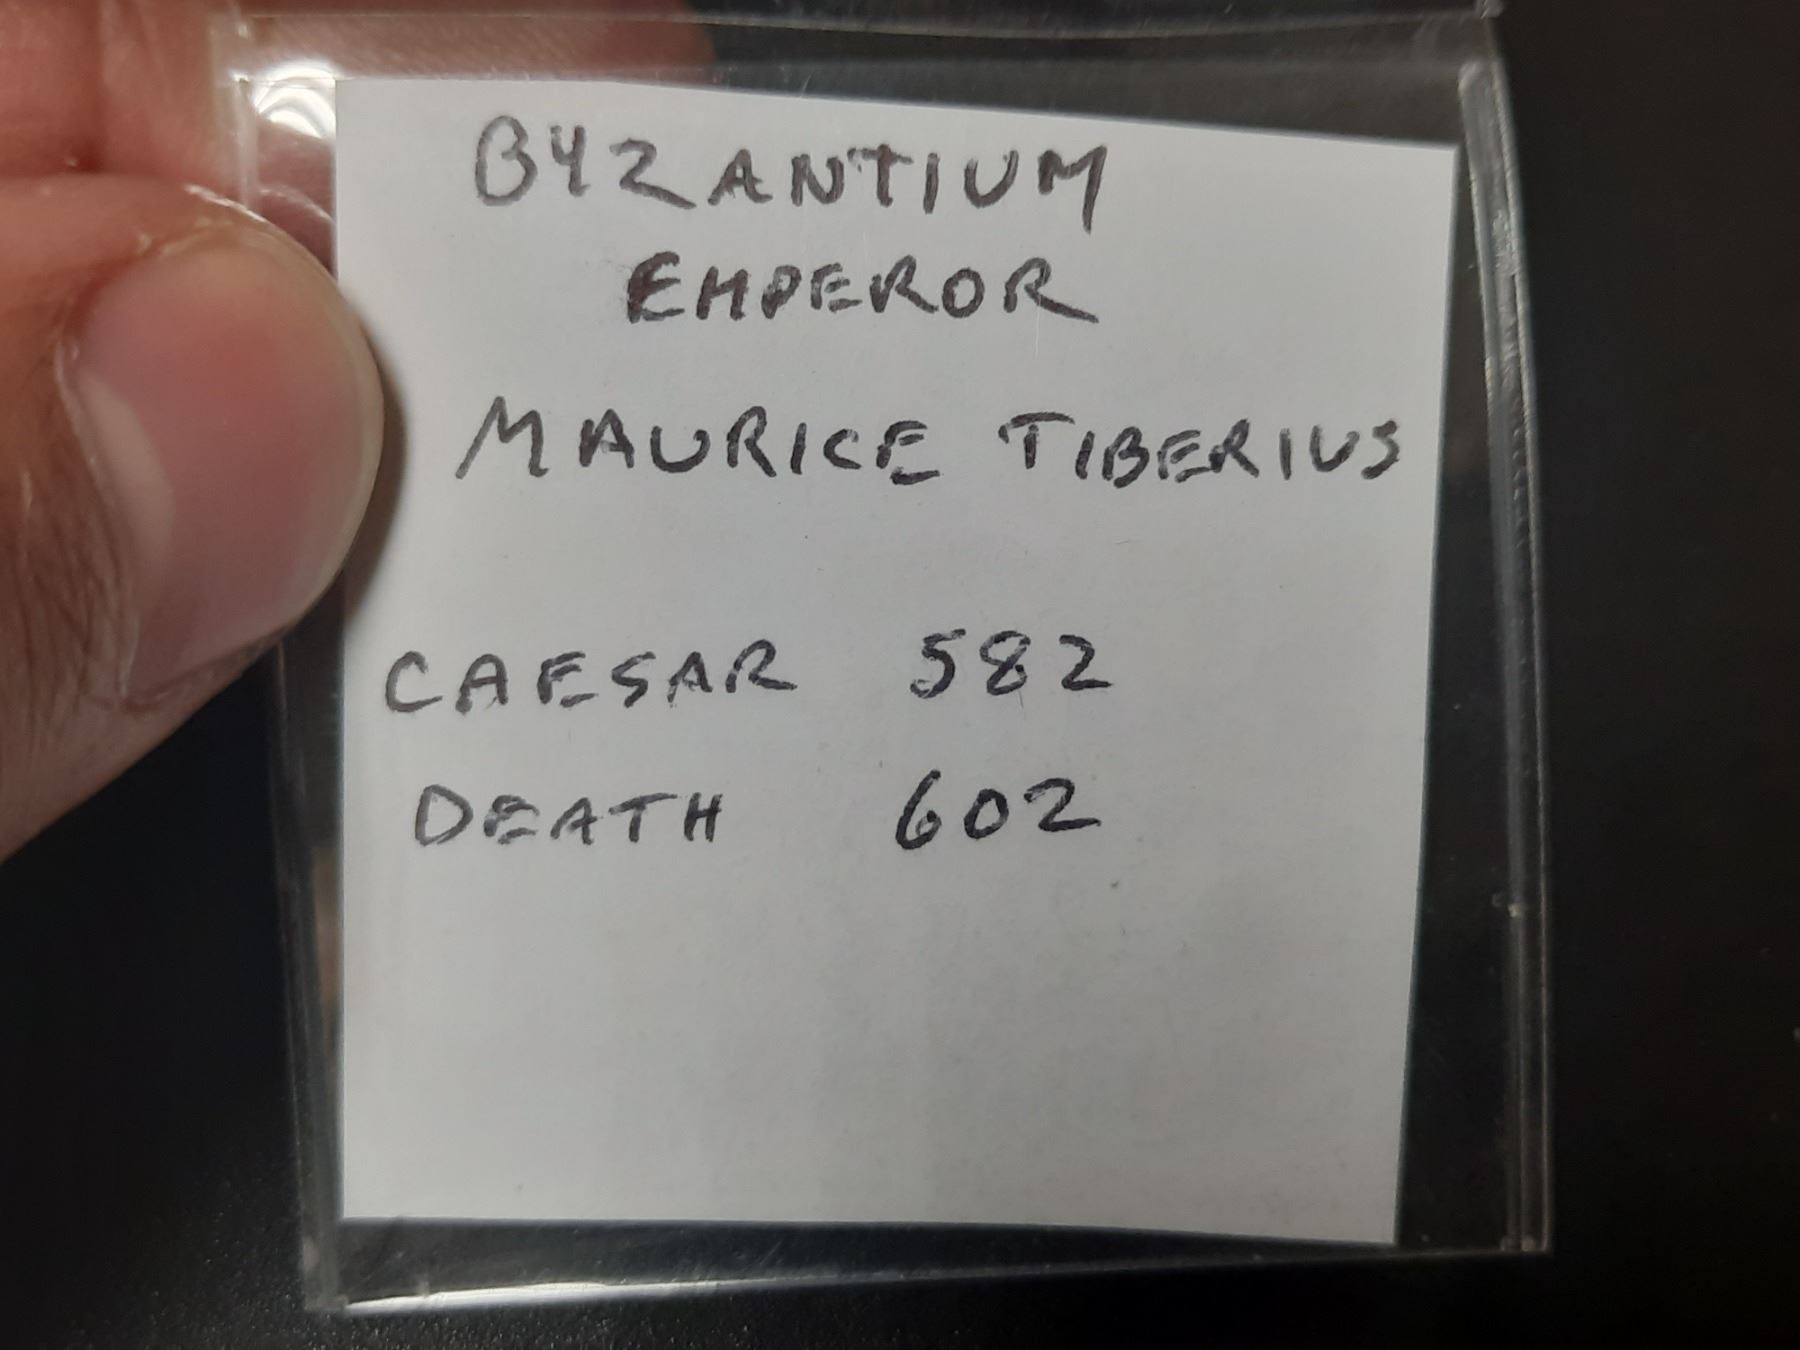 BYZANTIUM
EMPEROR
MAURICE TIBERIUS
CAESAR 582
DEATH 602